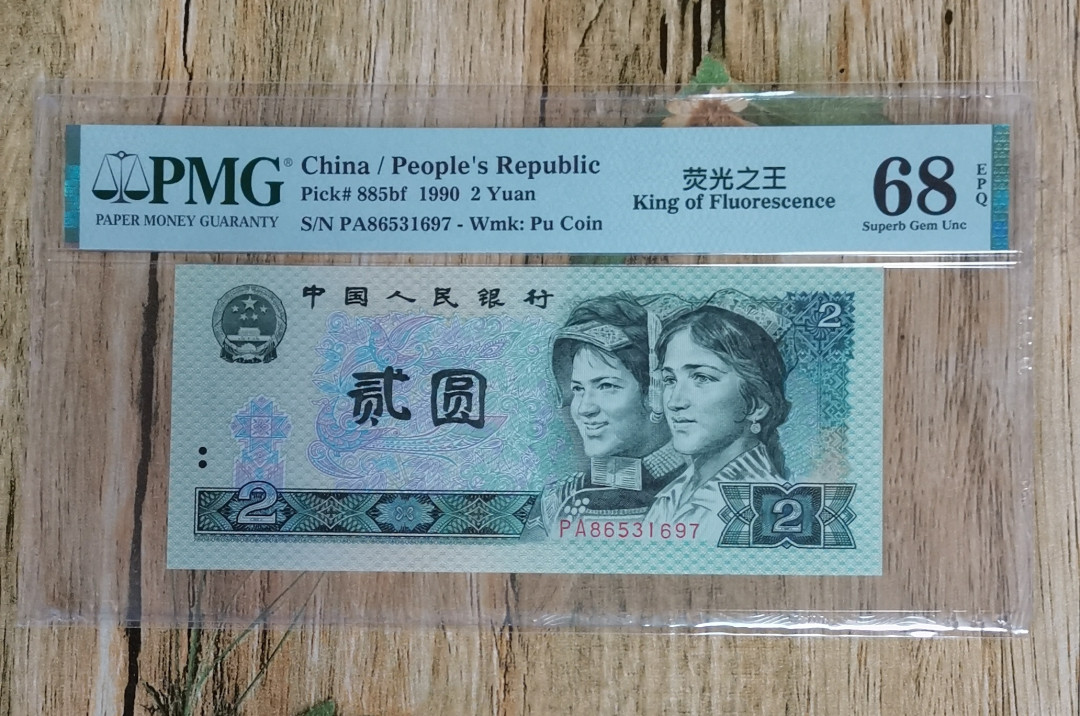 PMG®
PAPER MONEY GUARANTY
China / People's Republic
Pick# 885bf 1990 2 Yuan
S/N PA86531697 - Wmk: Pu Coin
荧光之王
King of Fluorescence
68
Superb Gem Unc
EPQ
中国人民银行
2
贰圆
2
PA86531697
2